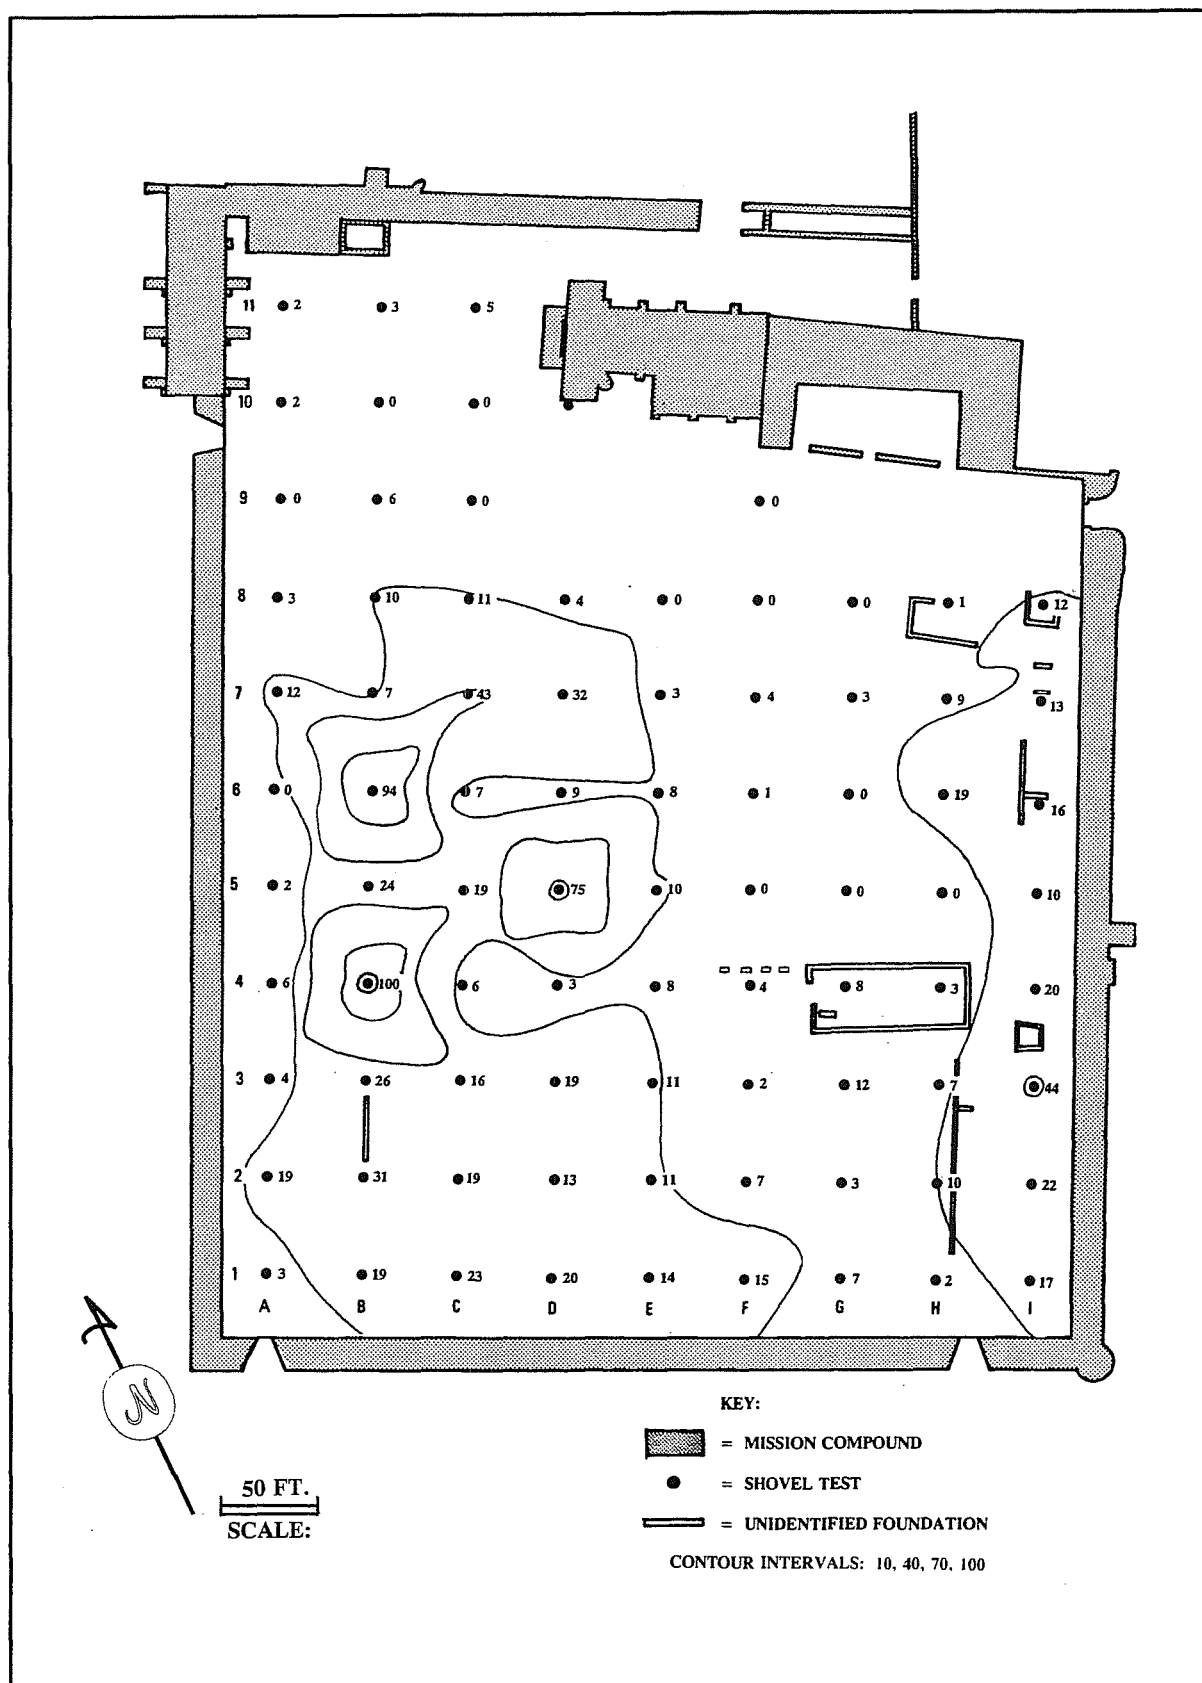 11 2 3 5
10 2 0 0
9 0 6 0 0
8 3 10 11 4 0 0 0 1 12
7 12 7 43 32 3 4 3 9 13
6 0 94 7 9 8 1 0 19 16
5 2 24 19 75 10 0 0 0 10
4 6 100 6 3 8 4 8 3 20
3 4 26 16 19 11 2 12 7 44
2 19 31 19 13 11 7 3 10 22
1 3 19 23 20 14 15 7 2 17
A B C D E F G H I
N
50 FT.
SCALE:
KEY:
= MISSION COMPOUND
= SHOVEL TEST
= UNIDENTIFIED FOUNDATION
CONTOUR INTERVALS: 10, 40, 70, 100